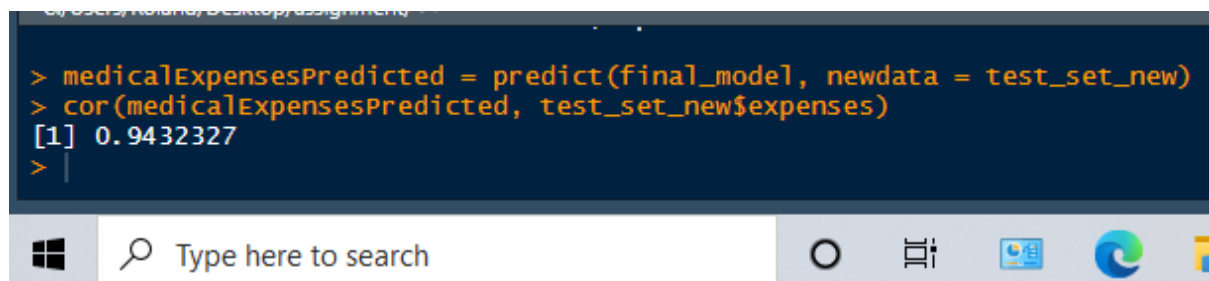 > medicalExpensesPredicted = predict(final_model, newdata = test_set_new)
> cor(medicalExpensesPredicted, test_set_new$expenses)
[1] 0.9432327
>
Type here to search